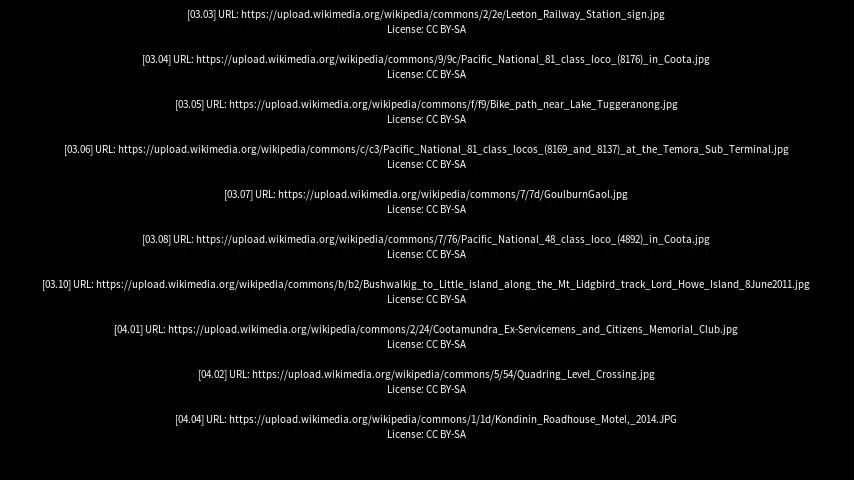 [03.03] URL: https://upload.wikimedia.org/wikipedia/commons/2/2e/Leeton_Railway_Station_sign.jpg
License: CC BY-SA
[03.04] URL: https://upload.wikimedia.org/wikipedia/commons/9/9c/Pacific_National_81_class_loco_(8176)_in_Coota.jpg
License: CC BY-SA
[03.05] URL: https://upload.wikimedia.org/wikipedia/commons/f/f9/Bike_path_near_Lake_Tuggeranong.jpg
License: CC BY-SA
[03.06] URL: https://upload.wikimedia.org/wikipedia/commons/c/c3/Pacific_National_81_class_locos_(8169_and_8137)_at_the_Temora_Sub_Terminal.jpg
License: CC BY-SA
[03.07] URL: https://upload.wikimedia.org/wikipedia/commons/7/7d/GoulburnGaol.jpg
License: CC BY-SA
[03.08] URL: https://upload.wikimedia.org/wikipedia/commons/7/76/Pacific_National_48_class_loco_(4892)_in_Coota.jpg
License: CC BY-SA
[03.10] URL: https://upload.wikimedia.org/wikipedia/commons/b/b2/Bushwalkig_to_Little_island_along_the_Mt_Lidgbird_track_Lord_Howe_Island_8June2011.jpg
License: CC BY-SA
[04.01] URL: https://upload.wikimedia.org/wikipedia/commons/2/24/Cootamundra_Ex-Servicemens_and_Citizens_Memorial_Club.jpg
License: CC BY-SA
[04.02] URL: https://upload.wikimedia.org/wikipedia/commons/5/54/Quadring_Level_Crossing.jpg
License: CC BY-SA
[04.04] URL: https://upload.wikimedia.org/wikipedia/commons/1/1d/Kondinin_Roadhouse_Motel,_2014.JPG
License: CC BY-SA